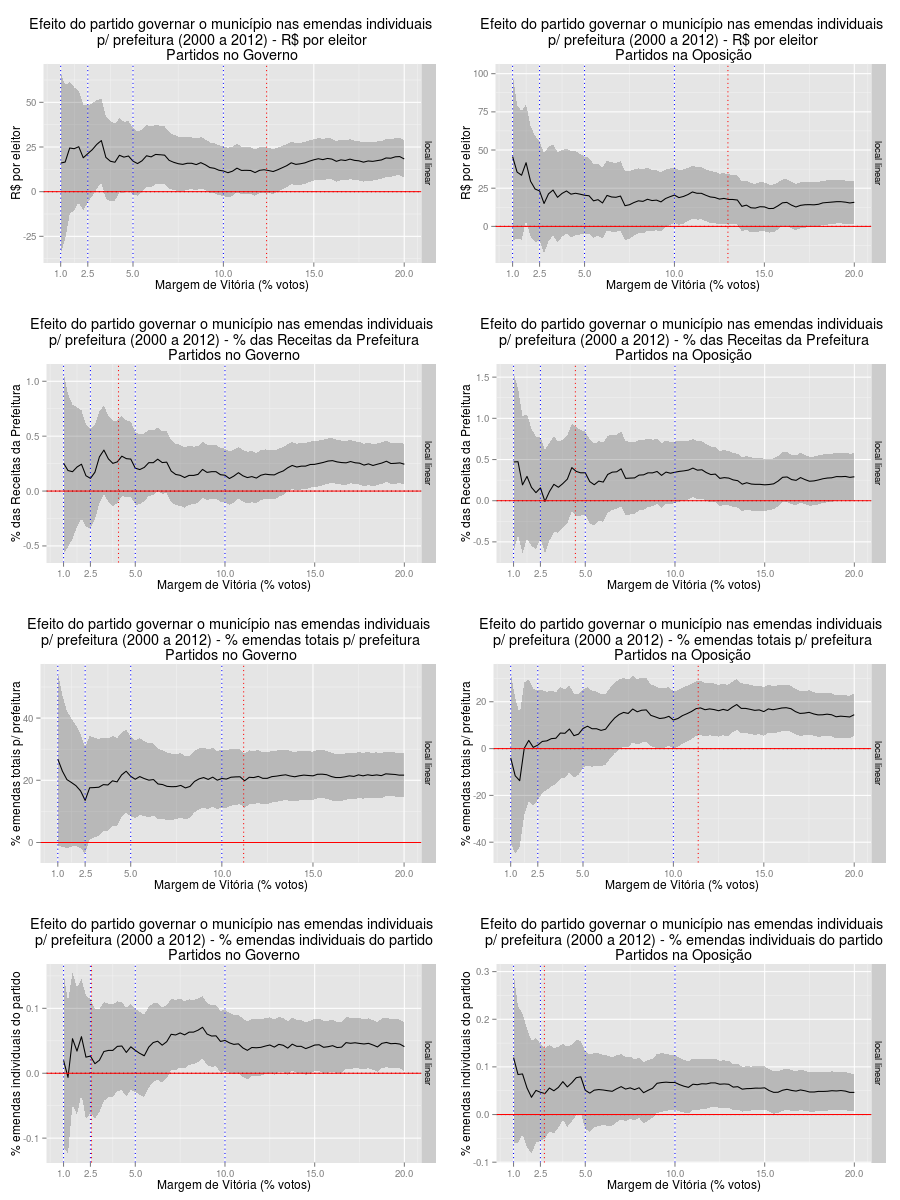 Efeito do partido governar o município nas emendas individuais
p/ prefeitura (2000 a 2012) - R$ por eleitor
Partidos no Governo
R$ por eleitor
50
25
0
-25
local linear
1.0 2.5 5.0 10.0 15.0 20.0
Margem de Vitória (% votos)
Efeito do partido governar o município nas emendas individuais
p/ prefeitura (2000 a 2012) - R$ por eleitor
Partidos na Oposição
R$ por eleitor
100
75
50
25
0
local linear
1.0 2.5 5.0 10.0 15.0 20.0
Margem de Vitória (% votos)
Efeito do partido governar o município nas emendas individuais
p/ prefeitura (2000 a 2012) - % das Receitas da Prefeitura
Partidos no Governo
% das Receitas da Prefeitura
1.0
0.5
0.0
-0.5
local linear
1.0 2.5 5.0 10.0 15.0 20.0
Margem de Vitória (% votos)
Efeito do partido governar o município nas emendas individuais
p/ prefeitura (2000 a 2012) - % das Receitas da Prefeitura
Partidos na Oposição
% das Receitas da Prefeitura
1.5
1.0
0.5
0.0
-0.5
local linear
1.0 2.5 5.0 10.0 15.0 20.0
Margem de Vitória (% votos)
Efeito do partido governar o município nas emendas individuais
p/ prefeitura (2000 a 2012) - % emendas totais p/ prefeitura
Partidos no Governo
% emendas totais p/ prefeitura
40
20
0
local linear
1.0 2.5 5.0 10.0 15.0 20.0
Margem de Vitória (% votos)
Efeito do partido governar o município nas emendas individuais
p/ prefeitura (2000 a 2012) - % emendas totais p/ prefeitura
Partidos na Oposição
% emendas totais p/ prefeitura
20
0
-20
-40
local linear
1.0 2.5 5.0 10.0 15.0 20.0
Margem de Vitória (% votos)
Efeito do partido governar o município nas emendas individuais
p/ prefeitura (2000 a 2012) - % emendas individuais do partido
Partidos no Governo
% emendas individuais do partido
0.1
0.0
-0.1
local linear
1.0 2.5 5.0 10.0 15.0 20.0
Margem de Vitória (% votos)
Efeito do partido governar o município nas emendas individuais
p/ prefeitura (2000 a 2012) - % emendas individuais do partido
Partidos na Oposição
% emendas individuais do partido
0.3
0.2
0.1
0.0
-0.1
local linear
1.0 2.5 5.0 10.0 15.0 20.0
Margem de Vitória (% votos)